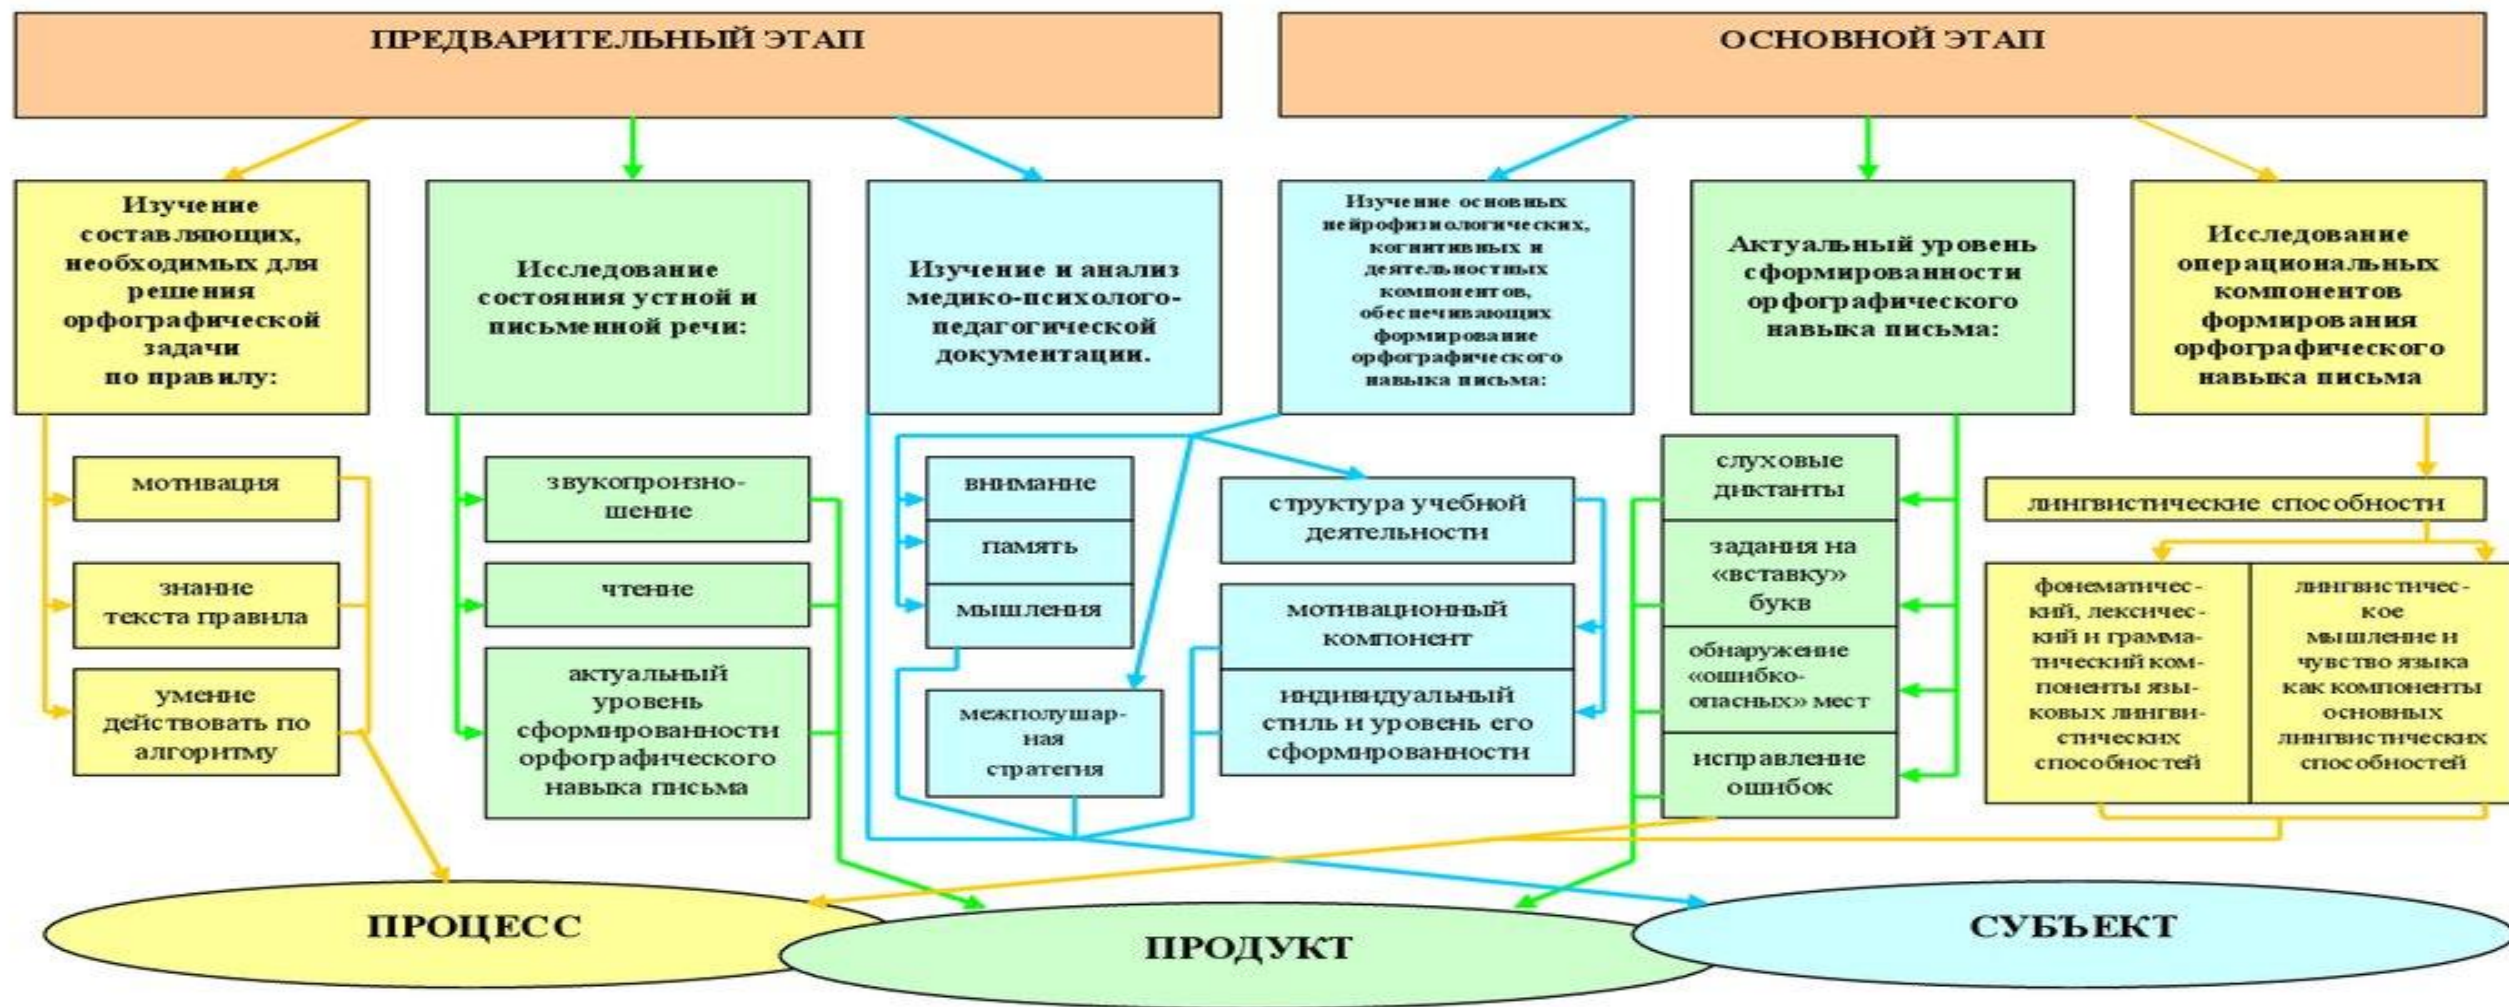 ПРЕДВАРИТЕЛЬНЫЙ ЭТАП
ОСНОВНОЙ ЭТАП
Изучение
составляющих,
необходимых для
решения
орфографической
задачи
по правилу:
Исследование
состояния устной и
письменной речи:
Изучение и анализ
медико-психолого-
педагогической
документации.
Изучение основных
нейрофизиологических,
когнитивных и
деятельностных
компонентов,
обеспечивающих
формирование
орфографического
навыка письма:
Актуальный уровень
сформированности
орфографического
навыка письма:
Исследование
операциональных
компонентов
формирования
орфографического
навыка письма
мотивация
знание
текста правила
умение
действовать по
алгоритму
звукопроизно-
шение
чтение
актуальный
уровень
сформированности
орфографического
навыка письма
внимание
память
мышления
межполушар-
ная
стратегия
структура учебной
деятельности
мотивационный
компонент
индивидуальный
стиль и уровень его
сформированности
слуховые
диктанты
задания на
«вставку»
букв
обнаружение
«ошибко-
опасных» мест
исправление
ошибок
лингвистические способности
фонематичес-
кий, лексичес-
кий и грамма-
тический ком-
поненты язы-
ковых лингви-
стических
способностей
лингвистичес-
кое
мышление и
чувство языка
как компоненты
основных
лингвистических
способностей
ПРОЦЕСС
ПРОДУКТ
СУБЪЕКТ